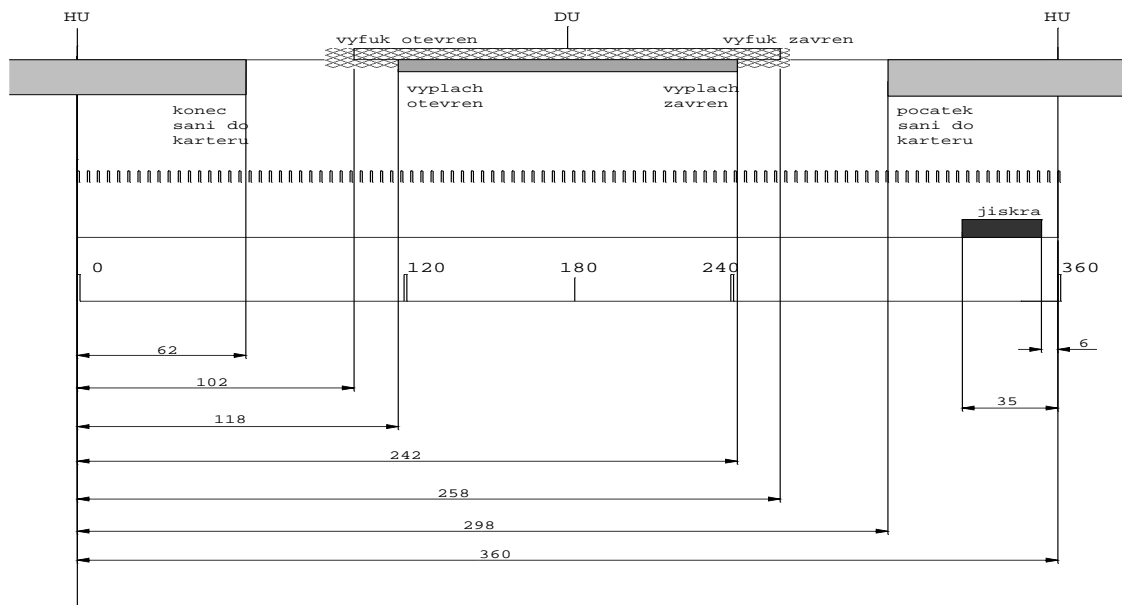 HU
DU
HU
vyfuk otevren
vyfuk zavren
vyplach
otevren
vyplach
zavren
konec
sani do
karteru
pocatek
sani do
karteru
jiskra
0
120
180
240
360
62
6
102
35
118
242
258
298
360